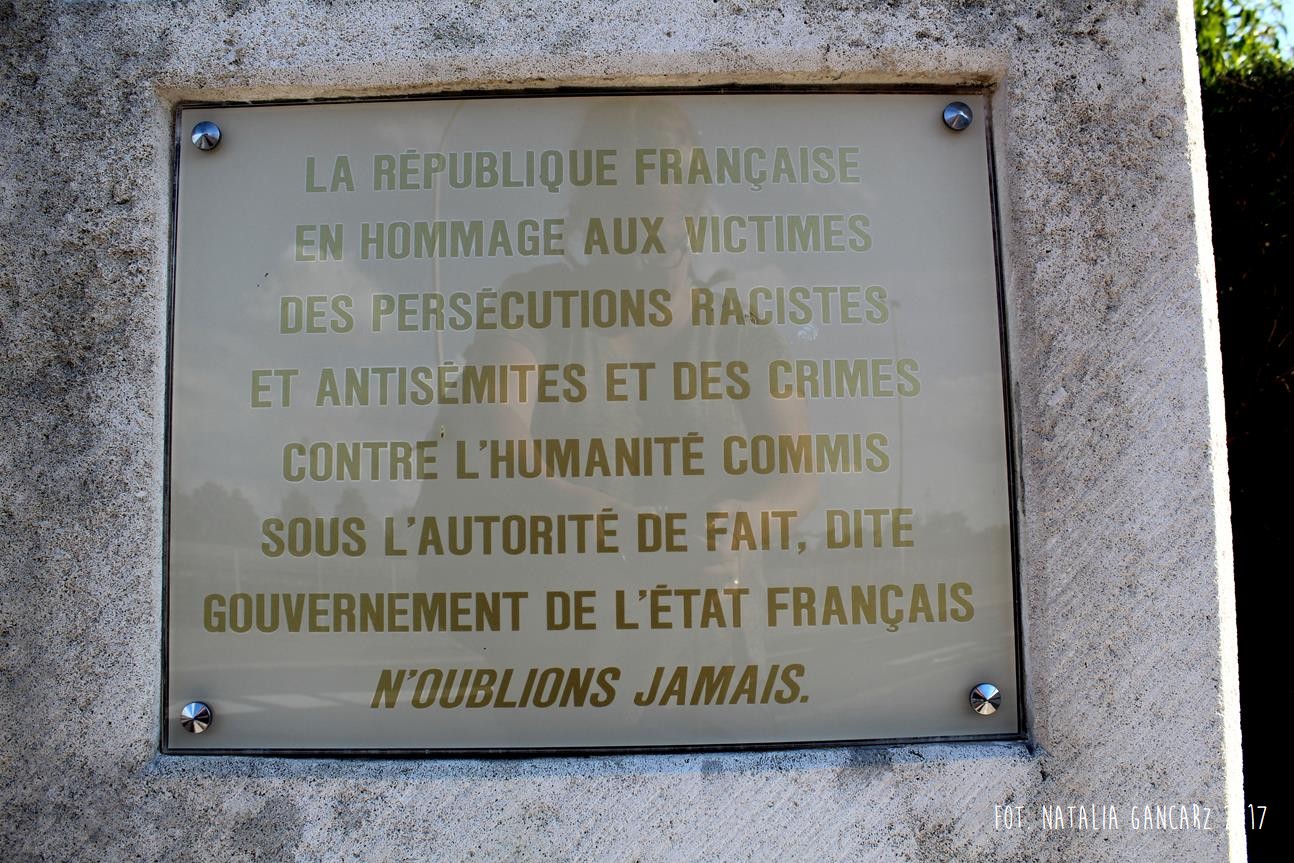 LA RÉPUBLIQUE FRANÇAISE
EN HOMMAGE AUX VICTIMES
DES PERSÉCUTIONS RACISTES
ET ANTISÉMITES ET DES CRIMES
CONTRE L'HUMANITÉ COMMIS
SOUS L'AUTORITÉ DE FAIT, DITE
GOUVERNEMENT DE L'ÉTAT FRANÇAIS
N'OUBLIONS JAMAIS.
FOT. NATALIA GANCARZ 2017